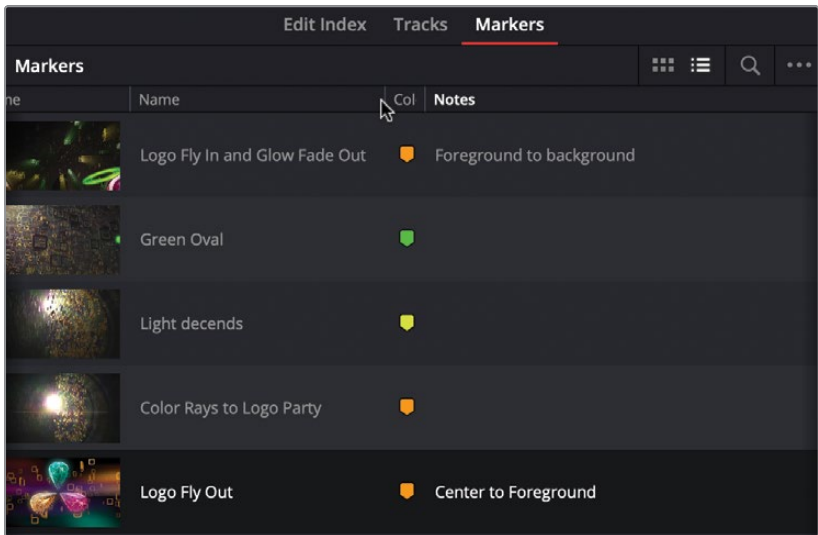 Edit Index Tracks Markers
Markers
Name Col Notes
Logo Fly In and Glow Fade Out Foreground to background
Green Oval
Light decends
Color Rays to Logo Party
Logo Fly Out Center to Foreground